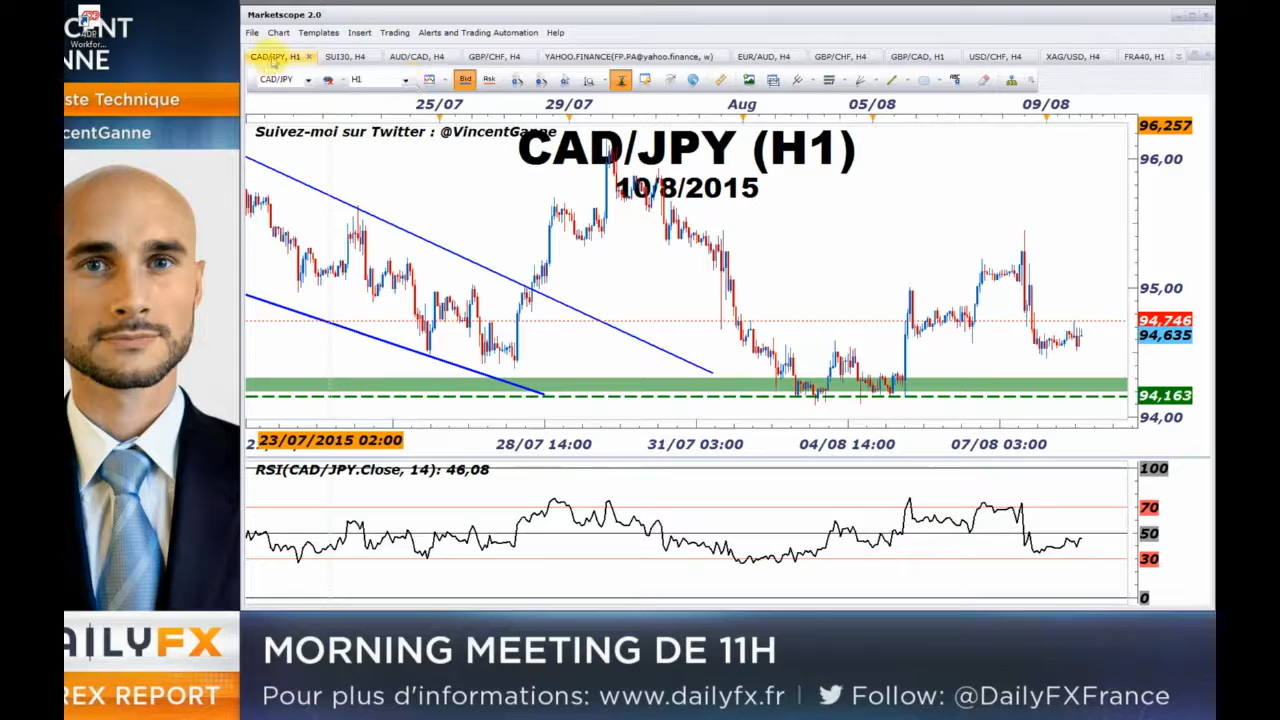 CENT
NNE
ADP
Workfor...
ste Technique
centGanne
Marketscope 2.0
File Chart Templates Insert Trading Alerts and Trading Automation Help
CAD/JPY, H1 SUI30, H4 AUD/CAD, H4 GBP/CHF, H4 YAHOO.FINANCE(FP.PA@yahoo.finance, w) EUR/AUD, H4 GBP/CHF, H4 GBP/CAD, H1 USD/CHF, H4 XAG/USD, H4 FRA40, H1
CAD/JPY H1 Bid Ask ABC
25/07 29/07 Aug 05/08 09/08
Suivez-moi sur Twitter : @VincentGanne
CAD/JPY (H1)
10/8/2015
96,257
96,00
95,00
94,746
94,635
94,163
94,00
23/07/2015 02:00 28/07 14:00 31/07 03:00 04/08 14:00 07/08 03:00
RSI(CAD/JPY.Close, 14): 46,08
100
70
50
30
0
AILYFX
REX REPORT
MORNING MEETING DE 11H
Pour plus d'informations: www.dailyfx.fr | Follow: @DailyFXFrance